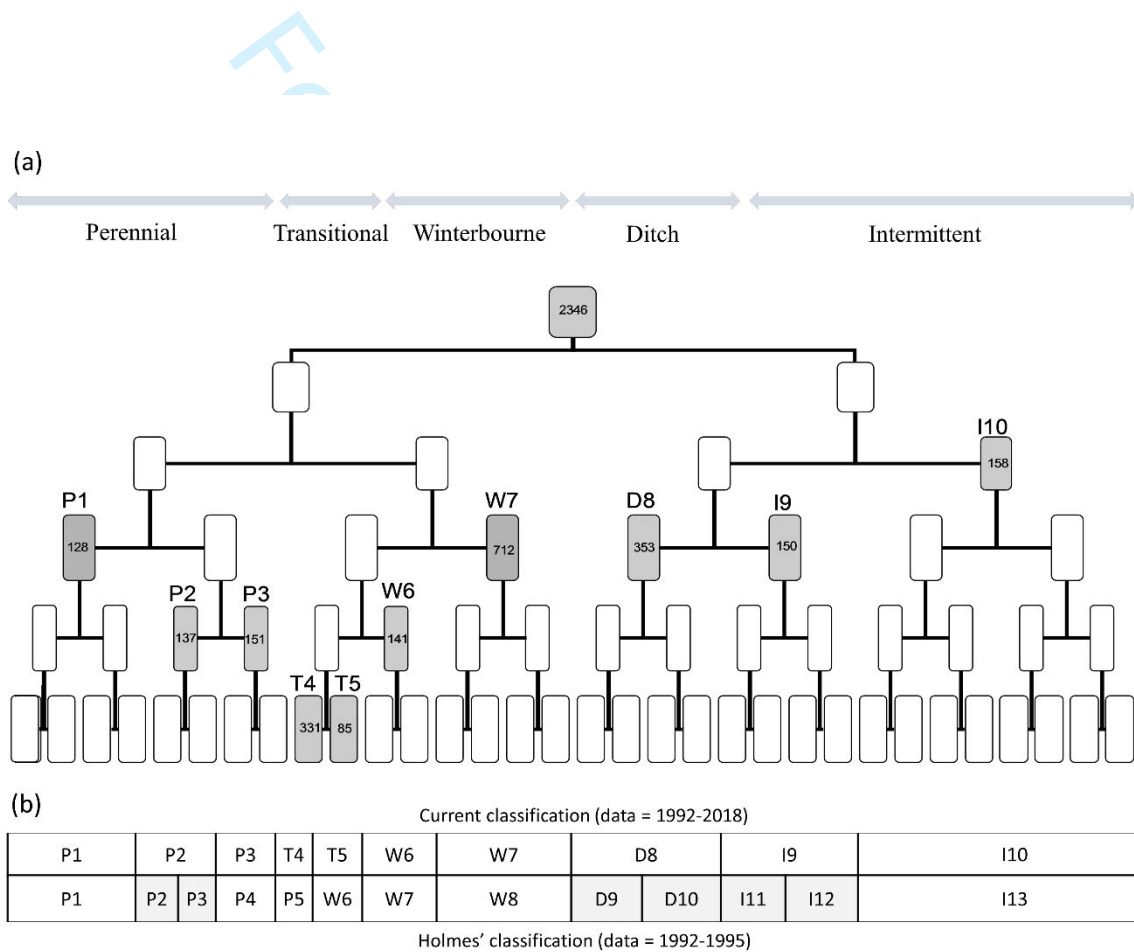 (a)
Perennial Transitional Winterbourne Ditch Intermittent
2346
I10
158
P1 W7 D8 I9
128 712 353 150
P2 P3 W6
137 151 141
T4 T5
331 85
(b)
Current classification (data = 1992-2018)
P1 P2 P3 T4 T5 W6 W7 D8 I9 I10
P1 P2 P3 P4 P5 W6 W7 W8 D9 D10 I11 I12 I13
Holmes’ classification (data = 1992-1995)